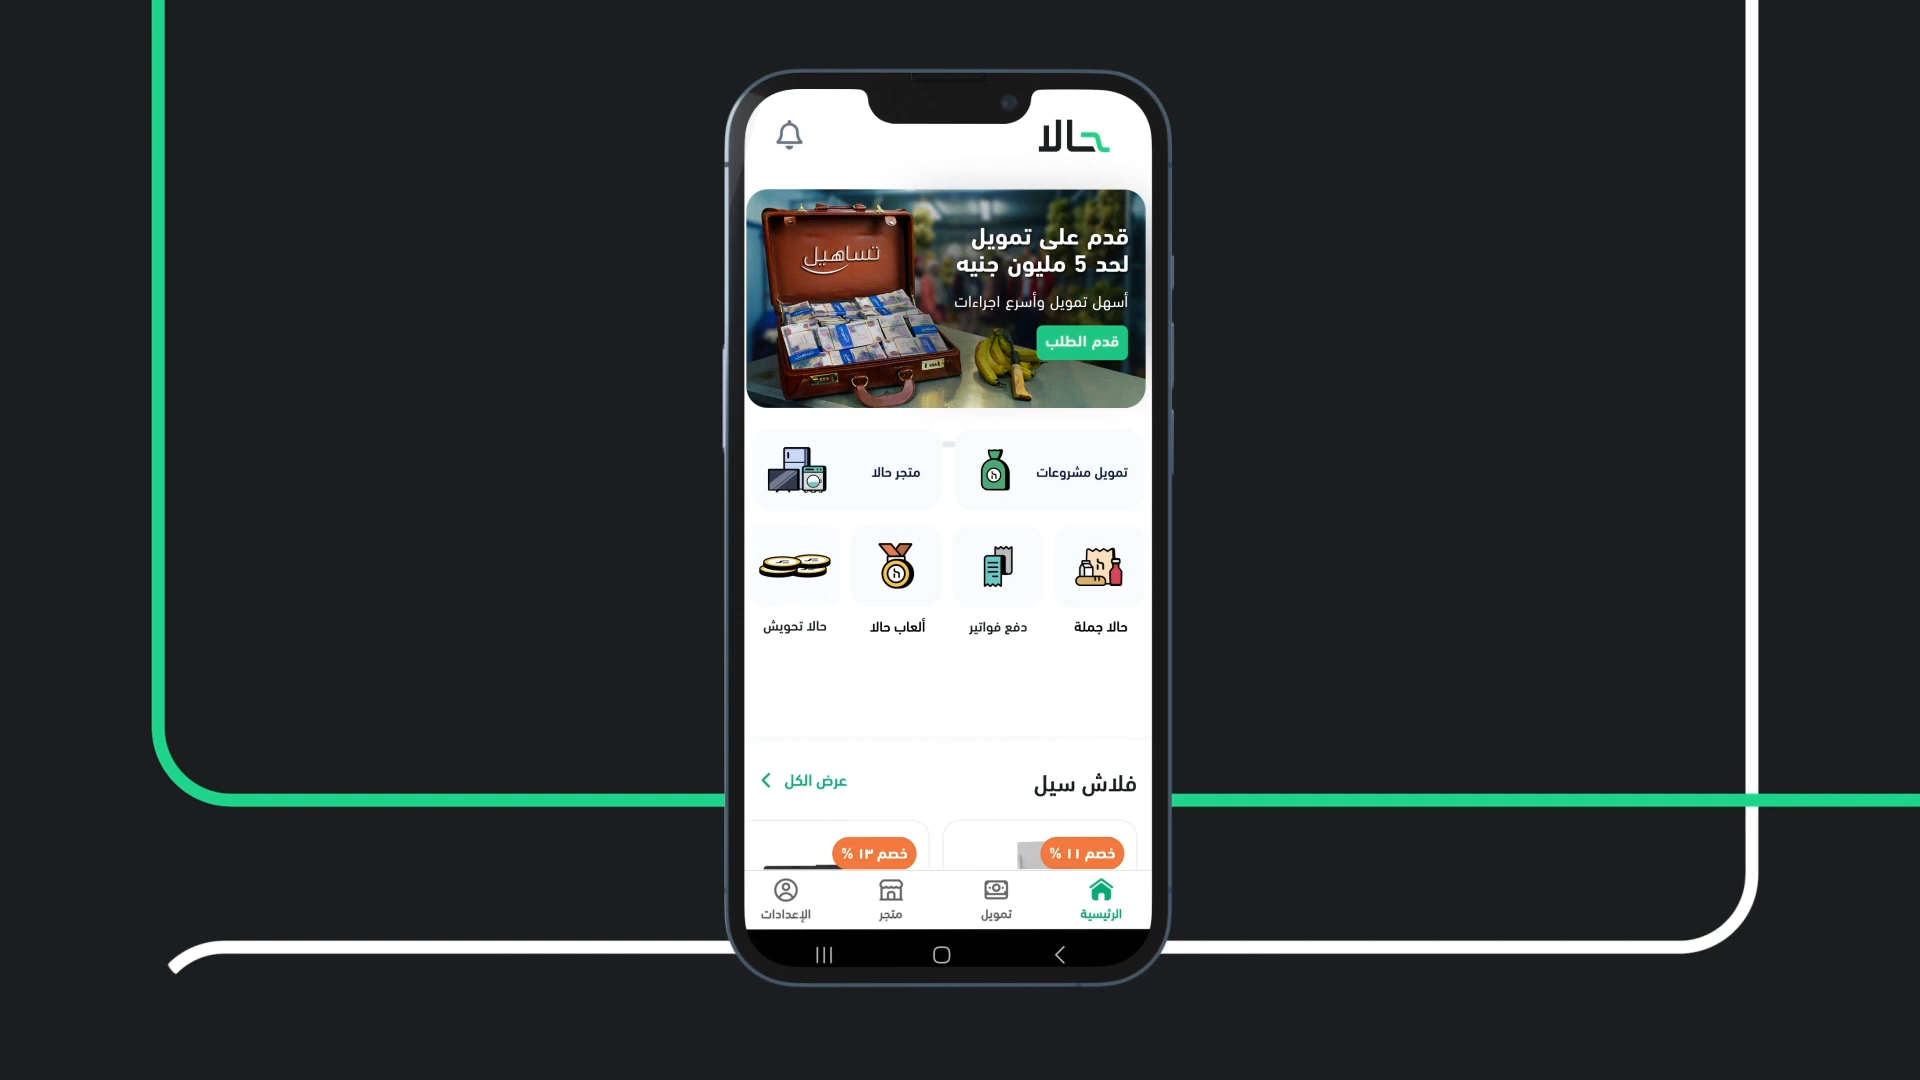 حالا
تساهيل
قدم على تمويل
لحد 5 مليون جنيه
أسهل تمويل وأسرع اجراءات
قدم الطلب
تمويل مشروعات
متجر حالا
حالا جملة
دفع فواتير
ألعاب حالا
حالا تحويش
فلاش سيل
عرض الكل
خصم ١١ %
خصم ١٣ %
الرئيسية
تمويل
متجر
الإعدادات